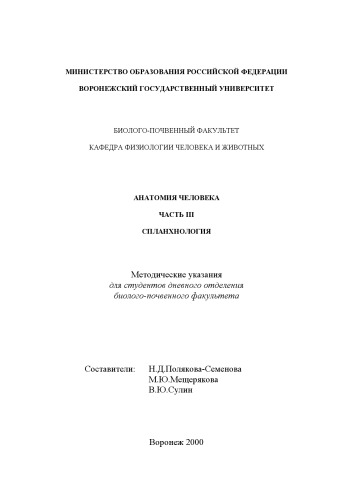 МИНИСТЕРСТВО ОБРАЗОВАНИЯ РОССИЙСКОЙ ФЕДЕРАЦИИ
ВОРОНЕЖСКИЙ ГОСУДАРСТВЕННЫЙ УНИВЕРСИТЕТ
БИОЛОГО-ПОЧВЕННЫЙ ФАКУЛЬТЕТ
КАФЕДРА ФИЗИОЛОГИИ ЧЕЛОВЕКА И ЖИВОТНЫХ
АНАТОМИЯ ЧЕЛОВЕКА
ЧАСТЬ III
СПЛАНХНОЛОГИЯ
Методические указания
для студентов дневного отделения
биолого-почвенного факультета
Составители: Н.Д.Полякова-Семенова
М.Ю.Мещерякова
В.Ю.Сулин
Воронеж 2000